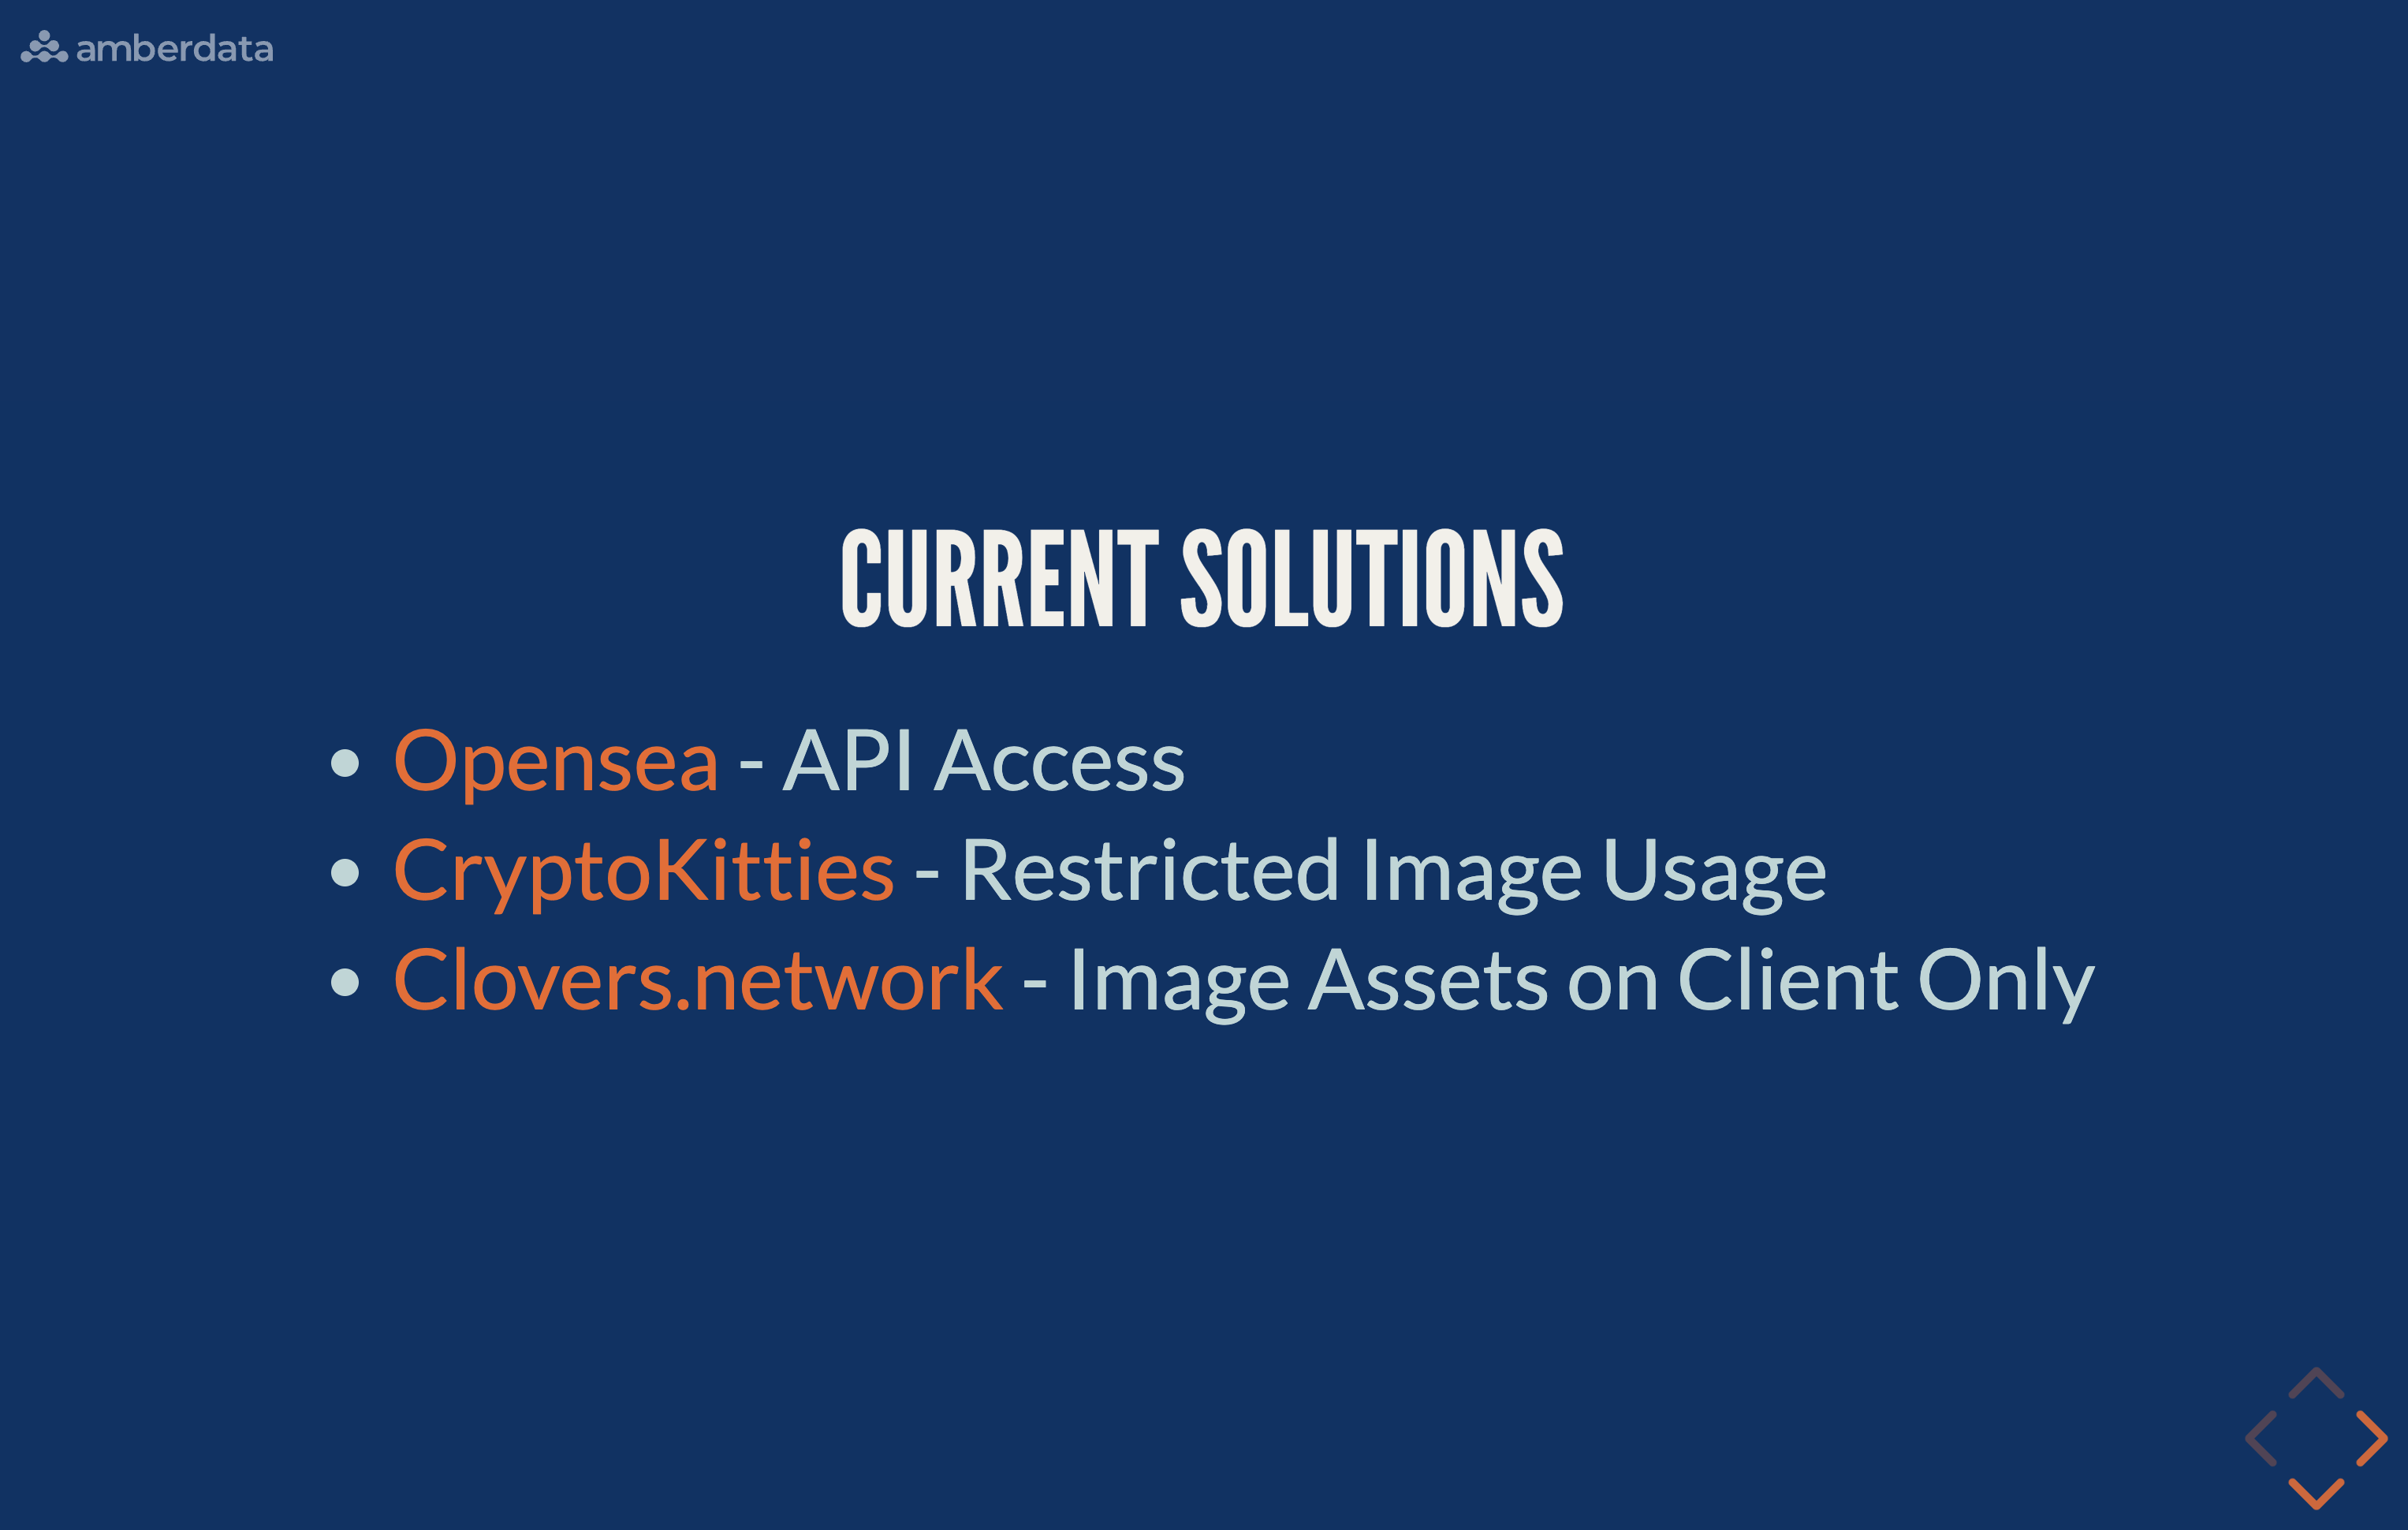 amberdata
CURRENT SOLUTIONS
• Opensea - API Access
• CryptoKitties - Restricted Image Usage
• Clovers.network - Image Assets on Client Only